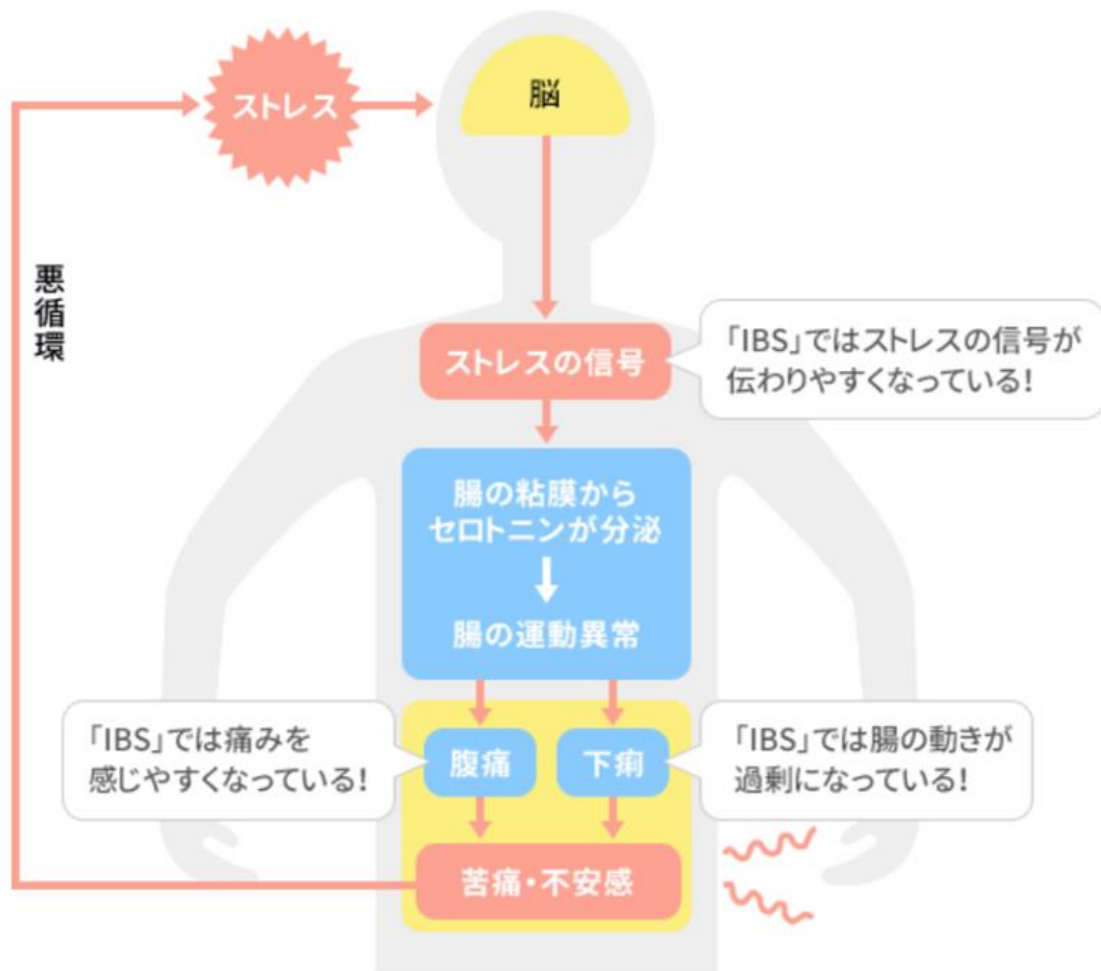 ストレス
脳
悪循環
ストレスの信号
「IBS」ではストレスの信号が
伝わりやすくなっている!
腸の粘膜から
セロトニンが分泌
腸の運動異常
「IBS」では痛みを
感じやすくなっている!
腹痛
下痢
「IBS」では腸の動きが
過剰になっている!
苦痛・不安感